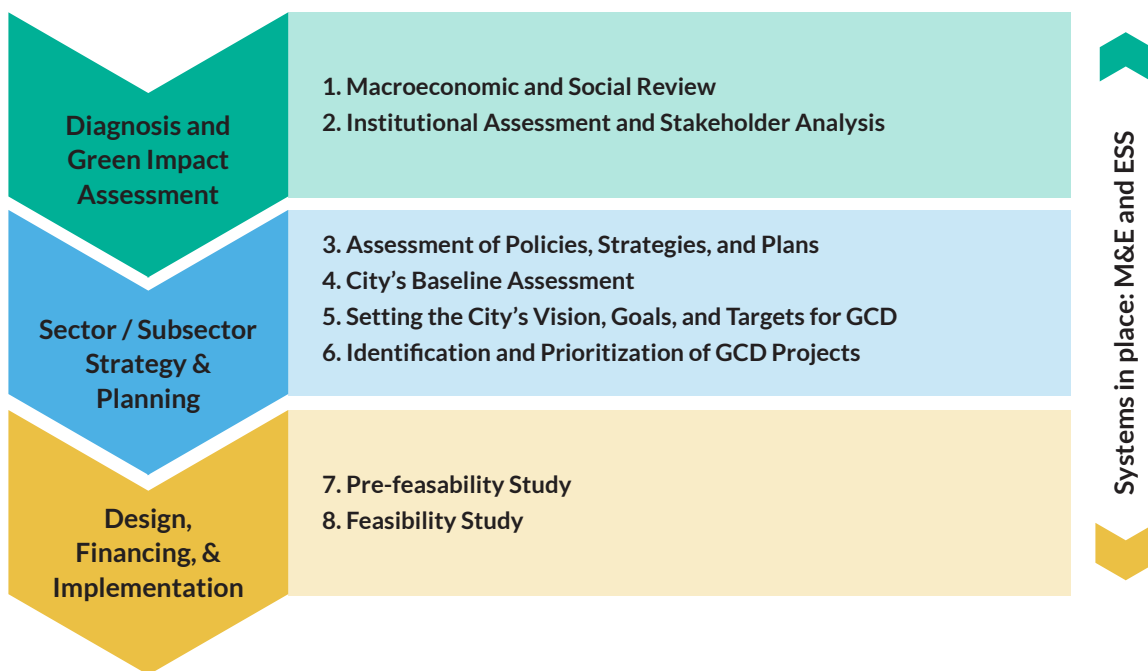 Diagnosis and
Green Impact
Assessment
1. Macroeconomic and Social Review
2. Institutional Assessment and Stakeholder Analysis
Sector / Subsector
Strategy &
Planning
3. Assessment of Policies, Strategies, and Plans
4. City’s Baseline Assessment
5. Setting the City’s Vision, Goals, and Targets for GCD
6. Identification and Prioritization of GCD Projects
Design,
Financing, &
Implementation
7. Pre-feasability Study
8. Feasibility Study
Systems in place: M&E and ESS